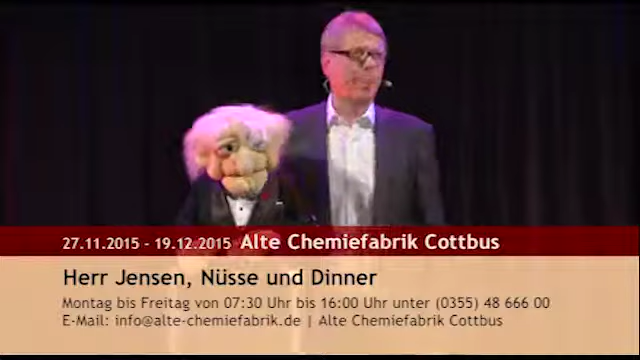 27.11.2015 - 19.12.2015 Alte Chemiefabrik Cottbus
Herr Jensen, Nüsse und Dinner
Montag bis Freitag von 07:30 Uhr bis 16:00 Uhr unter (0355) 48 666 00
E-Mail: info@alte-chemiefabrik.de | Alte Chemiefabrik Cottbus